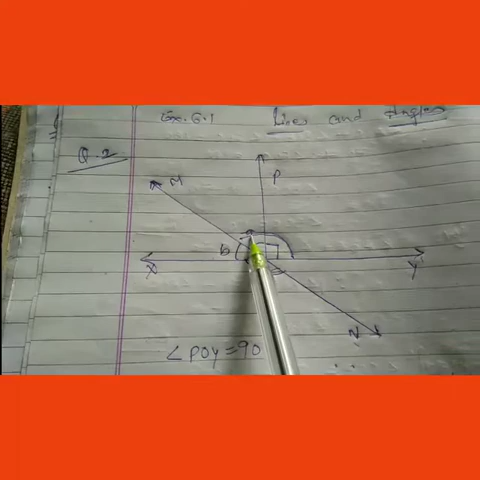 Ex. 6.1 Lines and Angles
Q.2
M
P
b
X
Y
N
∠POY = 90